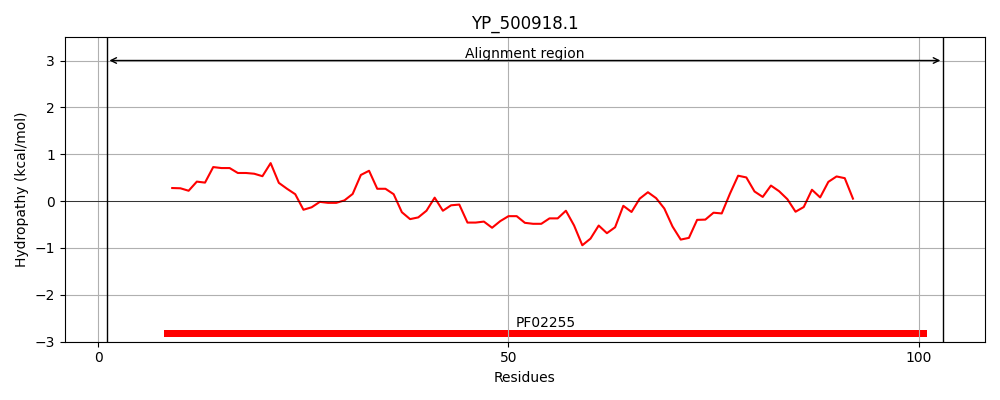 YP_500918.1
Alignment region
3
2
1
0
−1
−2
−3
Hydropathy (kcal/mol)
PF02255
0
50
100
Residues